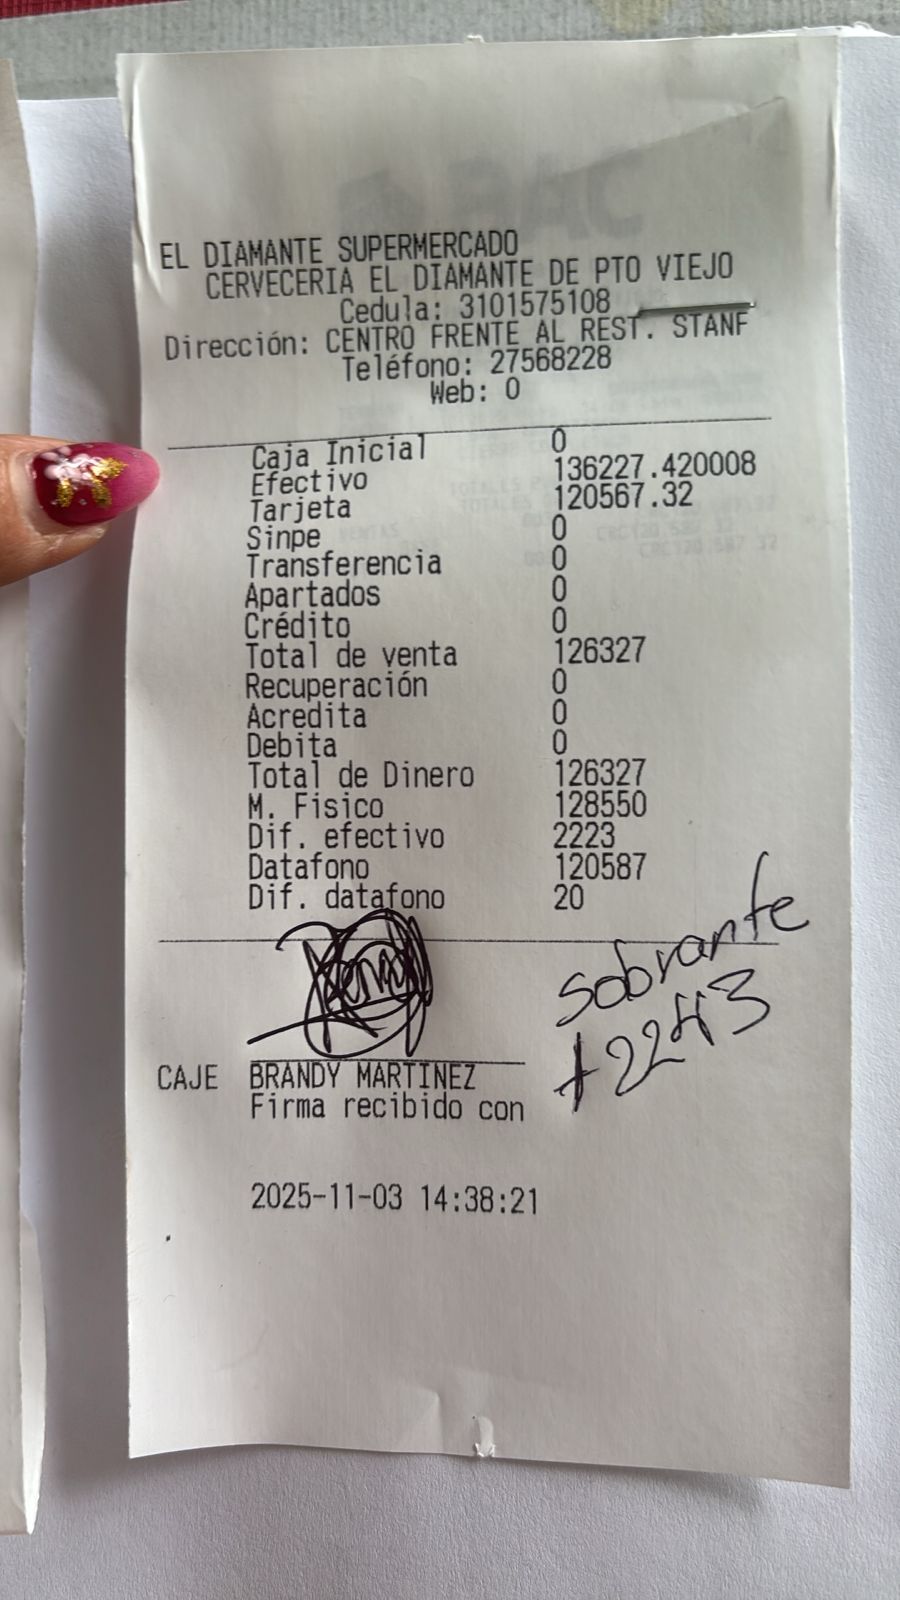 EL DIAMANTE SUPERMERCADO
CERVECERIA EL DIAMANTE DE PTO VIEJO
Cedula: 3101575108
Dirección: CENTRO FRENTE AL REST. STANF
Teléfono: 27568228
Web: 0
Caja Inicial 0
Efectivo 136227.420008
Tarjeta 120567.32
Sinpe 0
Transferencia 0
Apartados 0
Crédito 0
Total de venta 126327
Recuperación 0
Acredita 0
Debita 0
Total de Dinero 126327
M. Fisico 128550
Dif. efectivo 2223
Datafono 120587
Dif. datafono 20
sobrante
+2243
CAJE BRANDY MARTINEZ
Firma recibido con
2025-11-03 14:38:21